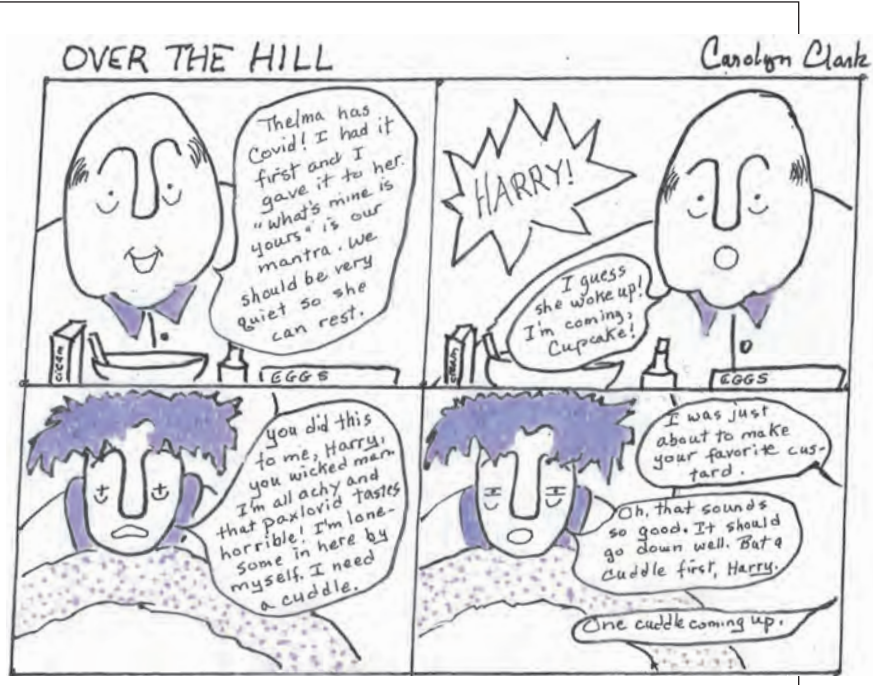 OVER THE HILL
Carolyn Clark
Thelma has
Covid! I had it
first and I
gave it to her.
"What's mine is
yours" is our
mantra. We
should be very
quiet so she
can rest.
EGGS
HARRY!
I guess
she woke up!
I'm coming,
Cupcake!
EGGS
you did this
to me, Harry,
you wicked man.
I'm all achy and
that paxlovid tastes
horrible! I'm lone-
some in here by
myself. I need
a cuddle.
I was just
about to make
your favorite cus-
tard.
Oh, that sounds
so good. It should
go down well. But a
cuddle first, Harry.
One cuddle coming up.